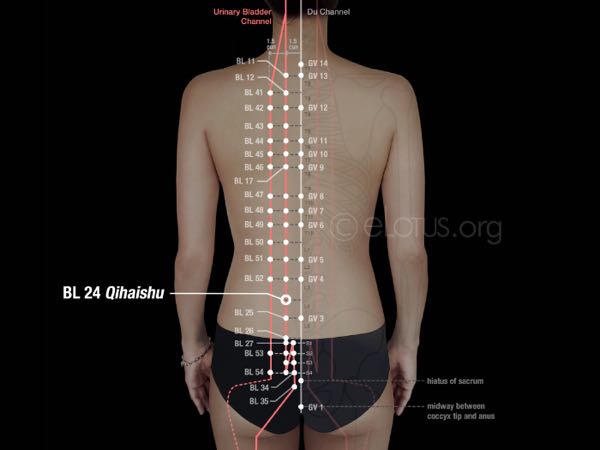 Urinary Bladder
Channel
Du Channel
1.5
cun
1.5
cun
BL 11
GV 14
GV 13
BL 12
BL 41
BL 42
GV 12
BL 43
BL 44
GV 11
BL 45
GV 10
BL 46
GV 9
BL 17
BL 47
GV 8
BL 48
GV 7
BL 49
GV 6
© eLOTUS.org
BL 50
BL 51
GV 5
BL 52
GV 4
BL 24 Qihaishu
BL 25
GV 3
BL 26
BL 27
S1
BL 53
S2
S3
BL 54
S4
hiatus of sacrum
BL 34
BL 35
GV 1
midway between
coccyx tip and anus